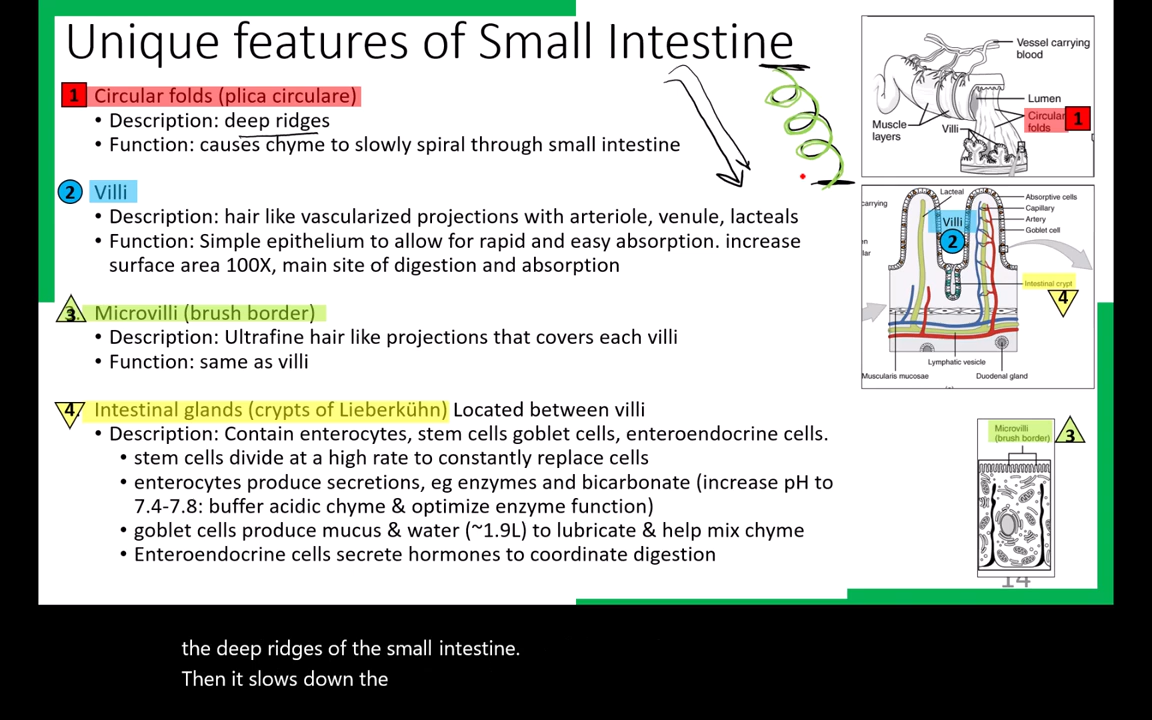 Unique features of Small Intestine
1 Circular folds (plica circulare)
• Description: deep ridges
• Function: causes chyme to slowly spiral through small intestine
2 Villi
• Description: hair like vascularized projections with arteriole, venule, lacteals
• Function: Simple epithelium to allow for rapid and easy absorption. increase
surface area 100X, main site of digestion and absorption
3. Microvilli (brush border)
• Description: Ultrafine hair like projections that covers each villi
• Function: same as villi
4. Intestinal glands (crypts of Lieberkühn) Located between villi
• Description: Contain enterocytes, stem cells goblet cells, enteroendocrine cells.
• stem cells divide at a high rate to constantly replace cells
• enterocytes produce secretions, eg enzymes and bicarbonate (increase pH to
7.4-7.8: buffer acidic chyme & optimize enzyme function)
• goblet cells produce mucus & water (~1.9L) to lubricate & help mix chyme
• Enteroendocrine cells secrete hormones to coordinate digestion
Vessel carrying
blood
Lumen
Circular
folds
1
Muscle
layers
Villi
Lacteal
carrying
Villi
2
Absorptive cells
Capillary
Artery
Goblet cell
Intestinal crypt
4
Lymphatic vesicle
Muscularis mucosae
Duodenal gland
Microvilli
(brush border)
3
14
the deep ridges of the small intestine.
Then it slows down the